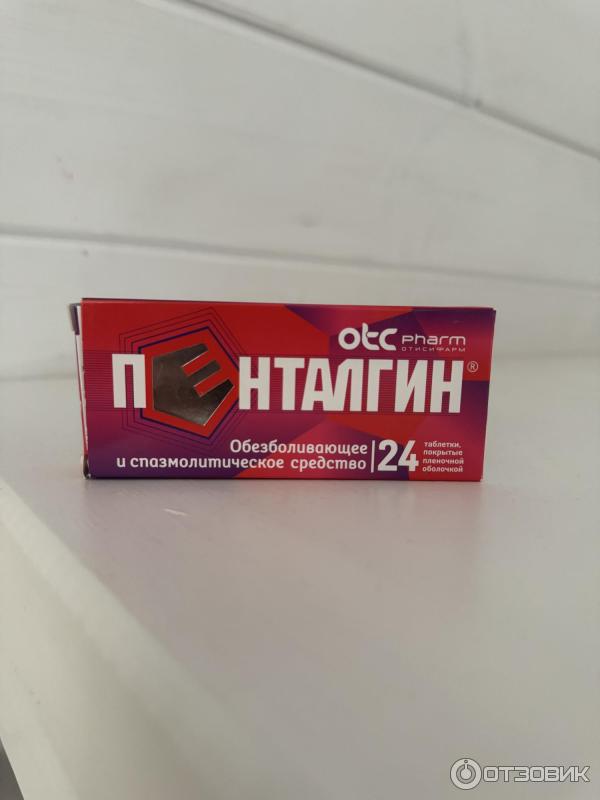 otc pharm
ОТИСИФАРМ
ПЕНТАЛГИН®
Обезболивающее
и спазмолитическое средство
24
таблетки,
покрытые
пленочной
оболочкой
ОТЗОВИК